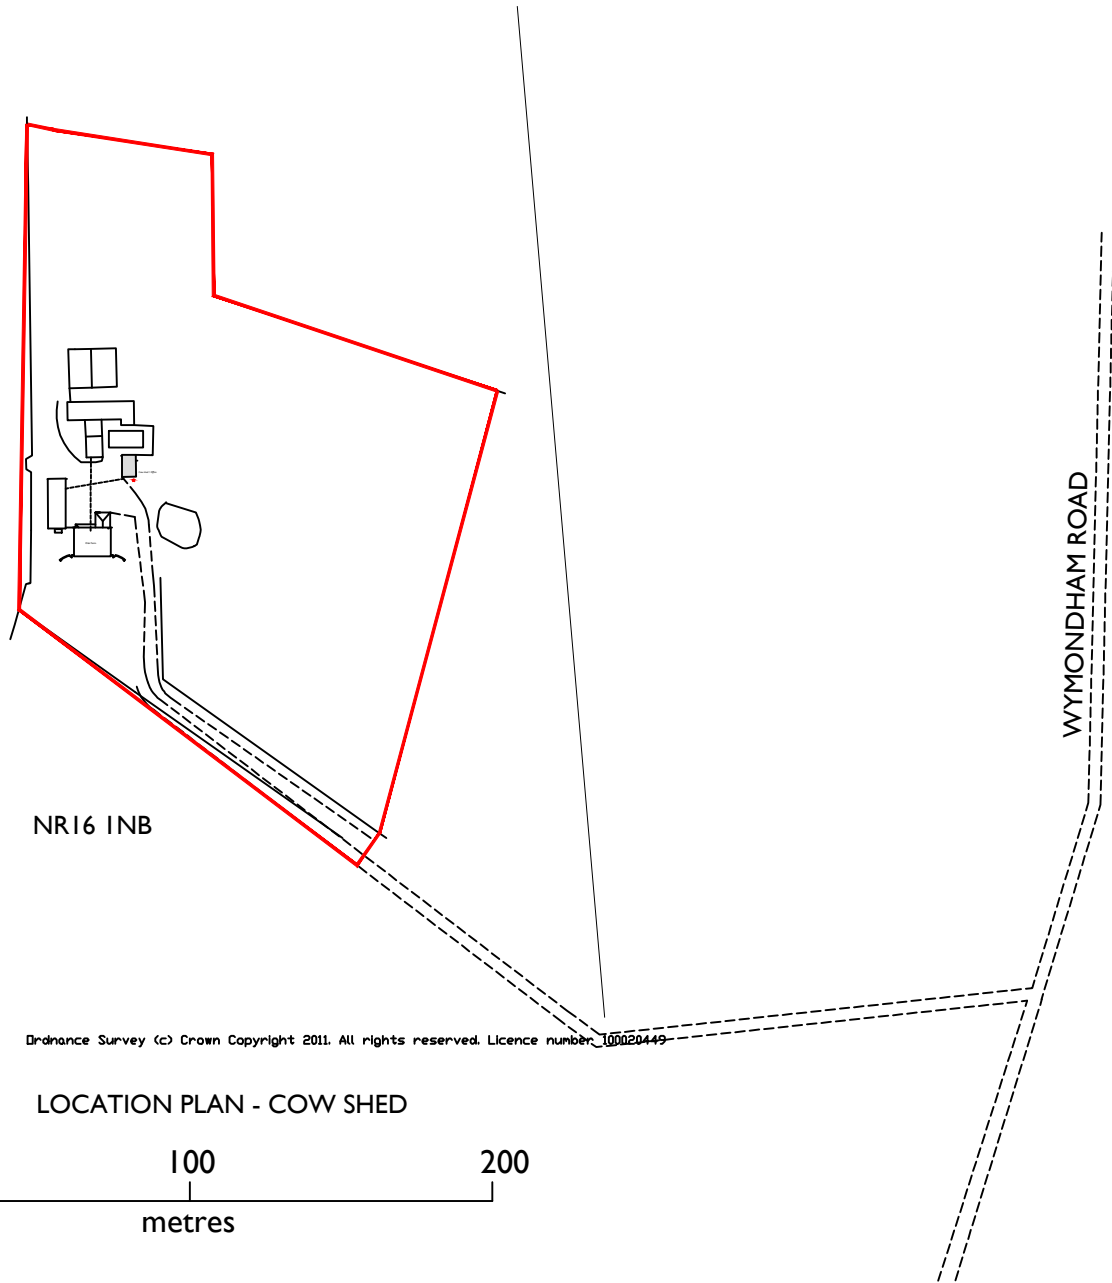 WYMONDHAM ROAD
NR16 1NB
Ordnance Survey (c) Crown Copyright 2011. All rights reserved. Licence number 100020449
LOCATION PLAN - COW SHED
100 200
metres